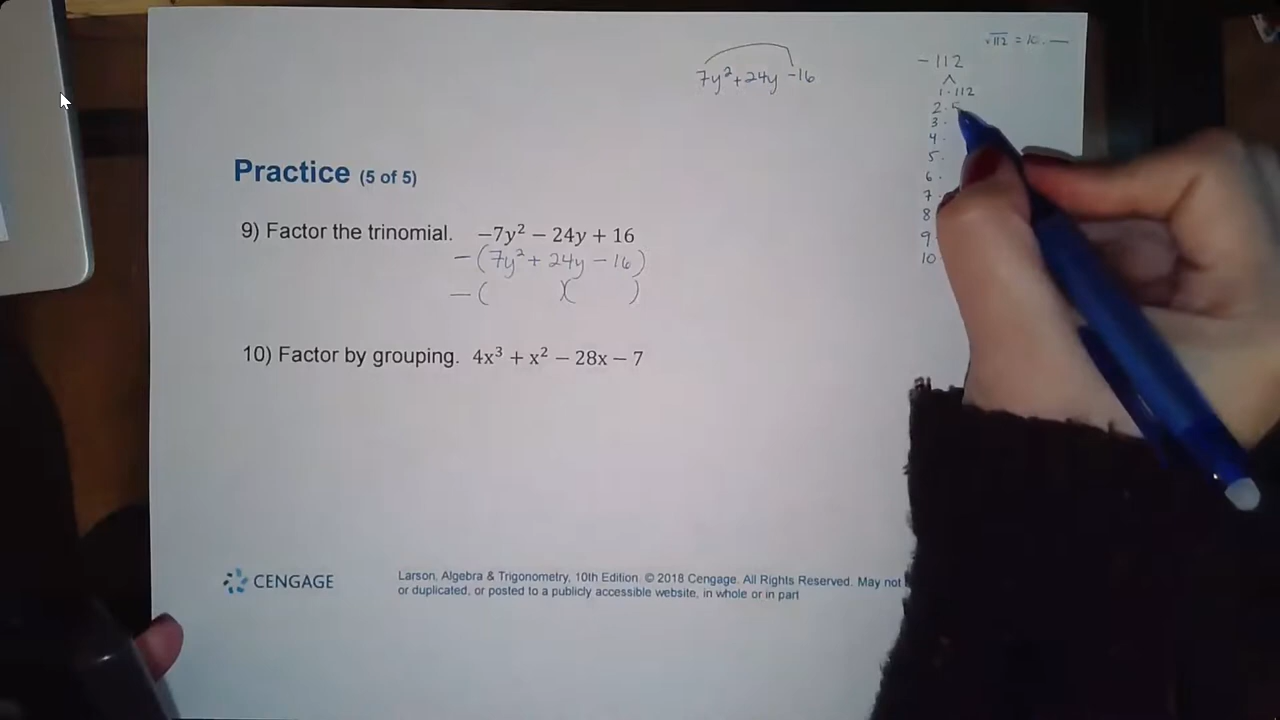 √112 = 10.__
7y² + 24y - 16
-112
1 · 112
2 · 5
3 ·
4 ·
5 ·
6 ·
7 ·
8
9
10
Practice (5 of 5)
9) Factor the trinomial. −7y² − 24y + 16
-(7y² + 24y - 16)
-( )( )
10) Factor by grouping. 4x³ + x² − 28x − 7
CENGAGE
Larson, Algebra & Trigonometry, 10th Edition. © 2018 Cengage. All Rights Reserved. May not
or duplicated, or posted to a publicly accessible website, in whole or in part